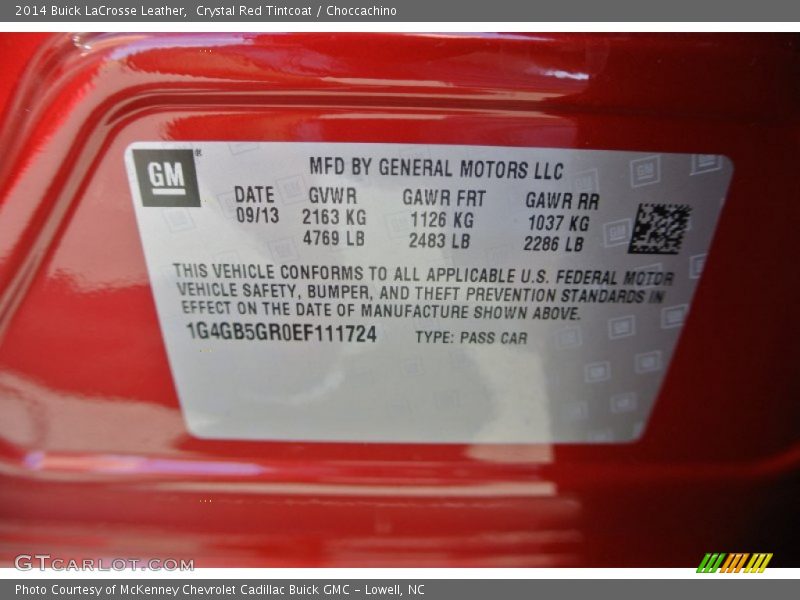 2014 Buick LaCrosse Leather,  Crystal Red Tintcoat / Choccachino
GM
MFD BY GENERAL MOTORS LLC
DATE GVWR GAWR FRT GAWR RR
09/13 2163 KG 1126 KG 1037 KG
4769 LB 2483 LB 2286 LB
THIS VEHICLE CONFORMS TO ALL APPLICABLE U.S. FEDERAL MOTOR
VEHICLE SAFETY, BUMPER, AND THEFT PREVENTION STANDARDS IN
EFFECT ON THE DATE OF MANUFACTURE SHOWN ABOVE.
1G4GB5GR0EF111724 TYPE: PASS CAR
GTCARLOT.COM
Photo Courtesy of McKenney Chevrolet Cadillac Buick GMC - Lowell, NC